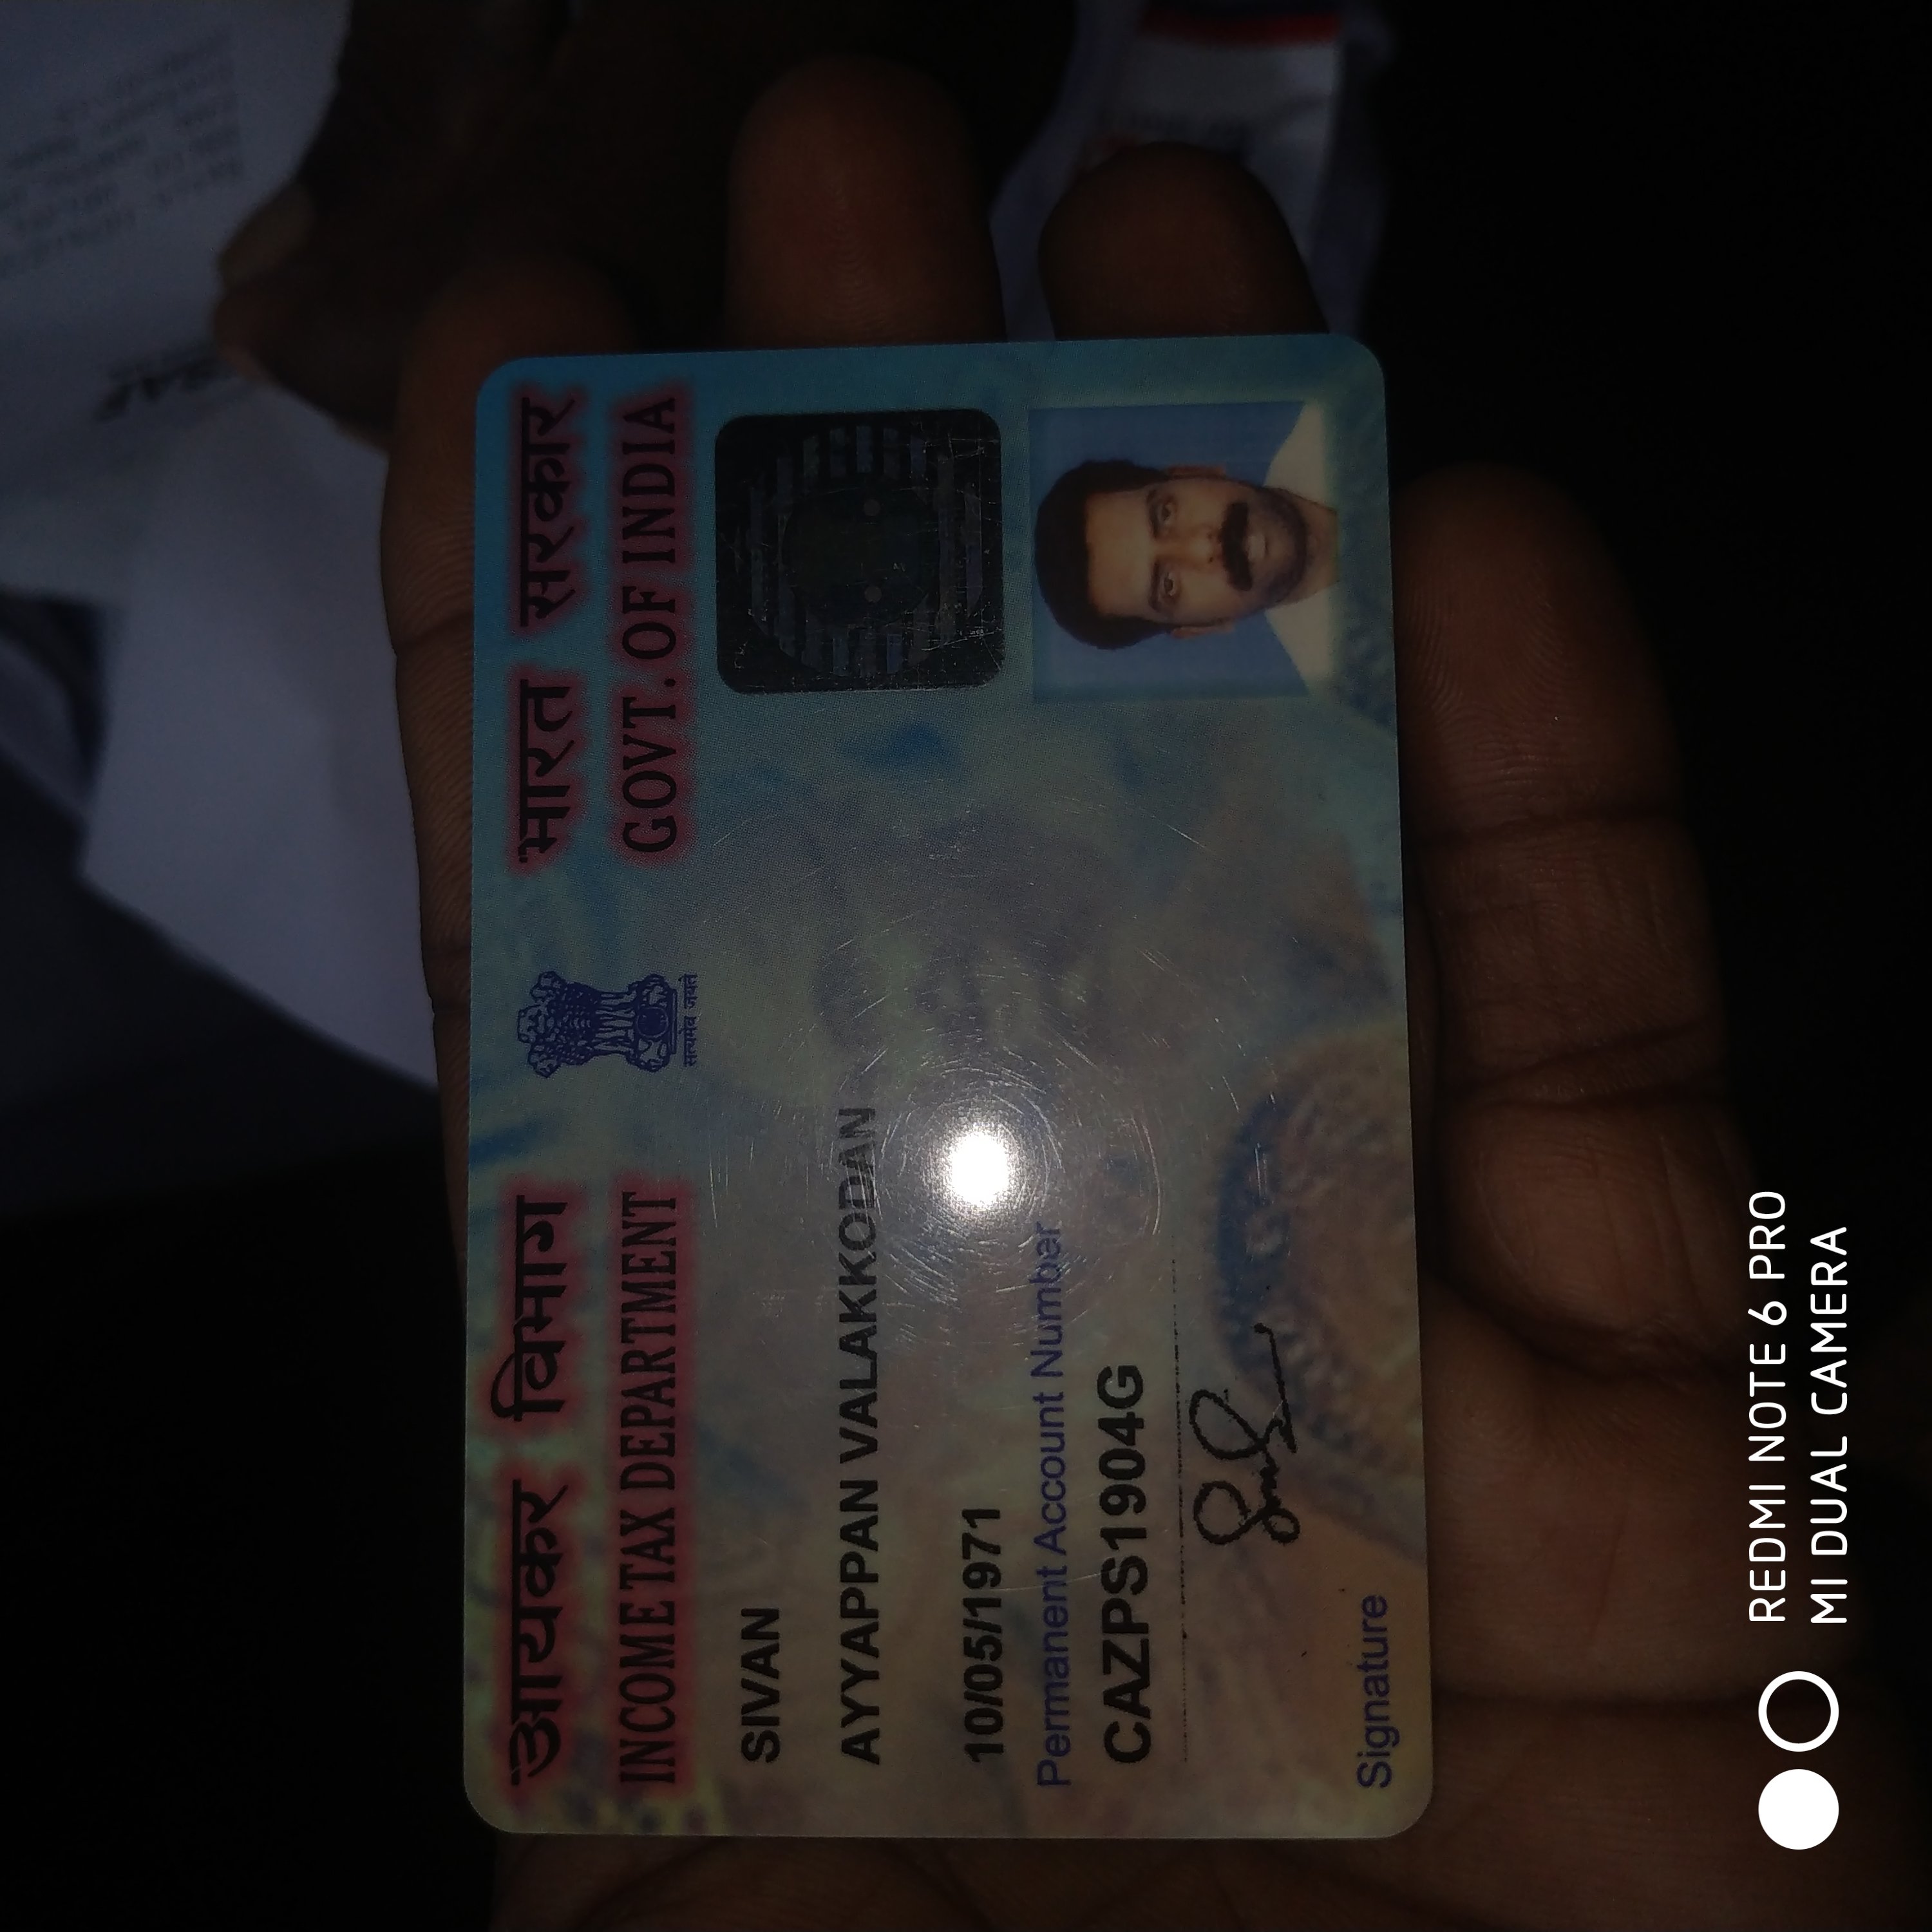 आयकर विभाग
INCOME TAX DEPARTMENT
सत्यमेव जयते
भारत सरकार
GOVT. OF INDIA
SIVAN
AYYAPPAN VALAKKODAN
10/05/1971
Permanent Account Number
CAZPS1904G
Signature
REDMI NOTE 6 PRO
MI DUAL CAMERA